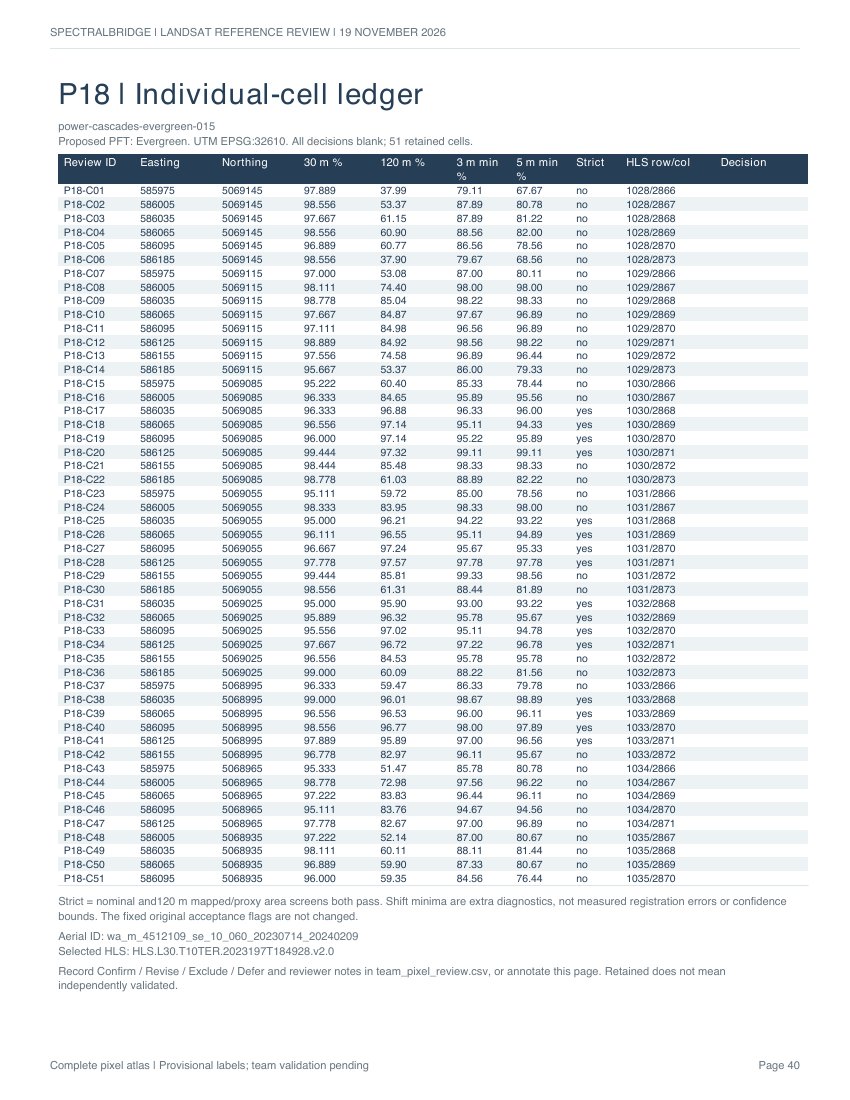 SPECTRALBRIDGE | LANDSAT REFERENCE REVIEW | 19 NOVEMBER 2026
P18 | Individual-cell ledger
power-cascades-evergreen-015
Proposed PFT: Evergreen. UTM EPSG:32610. All decisions blank; 51 retained cells.
Review ID Easting Northing 30 m % 120 m % 3 m min % 5 m min % Strict HLS row/col Decision
P18-C01 585975 5069145 97.889 37.99 79.11 67.67 no 1028/2866
P18-C02 586005 5069145 98.556 53.37 87.89 80.78 no 1028/2867
P18-C03 586035 5069145 97.667 61.15 87.89 81.22 no 1028/2868
P18-C04 586065 5069145 98.556 60.90 88.56 82.00 no 1028/2869
P18-C05 586095 5069145 96.889 60.77 86.56 78.56 no 1028/2870
P18-C06 586185 5069145 98.556 37.90 79.67 68.56 no 1028/2873
P18-C07 585975 5069115 97.000 53.08 87.00 80.11 no 1029/2866
P18-C08 586005 5069115 98.111 74.40 98.00 98.00 no 1029/2867
P18-C09 586035 5069115 98.778 85.04 98.22 98.33 no 1029/2868
P18-C10 586065 5069115 97.667 84.87 97.67 96.89 no 1029/2869
P18-C11 586095 5069115 97.111 84.98 96.56 96.89 no 1029/2870
P18-C12 586125 5069115 98.889 84.92 98.56 98.22 no 1029/2871
P18-C13 586155 5069115 97.556 74.58 96.89 96.44 no 1029/2872
P18-C14 586185 5069115 95.667 53.37 86.00 79.33 no 1029/2873
P18-C15 585975 5069085 95.222 60.40 85.33 78.44 no 1030/2866
P18-C16 586005 5069085 96.333 84.65 95.89 95.56 no 1030/2867
P18-C17 586035 5069085 96.333 96.88 96.33 96.00 yes 1030/2868
P18-C18 586065 5069085 96.556 97.14 95.11 94.33 yes 1030/2869
P18-C19 586095 5069085 96.000 97.14 95.22 95.89 yes 1030/2870
P18-C20 586125 5069085 99.444 97.32 99.11 99.11 yes 1030/2871
P18-C21 586155 5069085 98.444 85.48 98.33 98.33 no 1030/2872
P18-C22 586185 5069085 98.778 61.03 88.89 82.22 no 1030/2873
P18-C23 585975 5069055 95.111 59.72 85.00 78.56 no 1031/2866
P18-C24 586005 5069055 98.333 83.95 98.33 98.00 no 1031/2867
P18-C25 586035 5069055 95.000 96.21 94.22 93.22 yes 1031/2868
P18-C26 586065 5069055 96.111 96.55 95.11 94.89 yes 1031/2869
P18-C27 586095 5069055 96.667 97.24 95.67 95.33 yes 1031/2870
P18-C28 586125 5069055 97.778 97.57 97.78 97.78 yes 1031/2871
P18-C29 586155 5069055 99.444 85.81 99.33 98.56 no 1031/2872
P18-C30 586185 5069055 98.556 61.31 88.44 81.89 no 1031/2873
P18-C31 586035 5069025 95.000 95.90 93.00 93.22 yes 1032/2868
P18-C32 586065 5069025 95.889 96.32 95.78 95.67 yes 1032/2869
P18-C33 586095 5069025 95.556 97.02 95.11 94.78 yes 1032/2870
P18-C34 586125 5069025 97.667 96.72 97.22 96.78 yes 1032/2871
P18-C35 586155 5069025 96.556 84.53 95.78 95.78 no 1032/2872
P18-C36 586185 5069025 99.000 60.09 88.22 81.56 no 1032/2873
P18-C37 585975 5068995 96.333 59.47 86.33 79.78 no 1033/2866
P18-C38 586035 5068995 99.000 96.01 98.67 98.89 yes 1033/2868
P18-C39 586065 5068995 96.556 96.53 96.00 96.11 yes 1033/2869
P18-C40 586095 5068995 98.556 96.77 98.00 97.89 yes 1033/2870
P18-C41 586125 5068995 97.889 95.89 97.00 96.56 yes 1033/2871
P18-C42 586155 5068995 96.778 82.97 96.11 95.67 no 1033/2872
P18-C43 585975 5068965 95.333 51.47 85.78 80.78 no 1034/2866
P18-C44 586005 5068965 98.778 72.98 97.56 96.22 no 1034/2867
P18-C45 586065 5068965 97.222 83.83 96.44 96.11 no 1034/2869
P18-C46 586095 5068965 95.111 83.76 94.67 94.56 no 1034/2870
P18-C47 586125 5068965 97.778 82.67 97.00 96.89 no 1034/2871
P18-C48 586005 5068935 97.222 52.14 87.00 80.67 no 1035/2867
P18-C49 586035 5068935 98.111 60.11 88.11 81.44 no 1035/2868
P18-C50 586065 5068935 96.889 59.90 87.33 80.67 no 1035/2869
P18-C51 586095 5068935 96.000 59.35 84.56 76.44 no 1035/2870
Strict = nominal and120 m mapped/proxy area screens both pass. Shift minima are extra diagnostics, not measured registration errors or confidence
bounds. The fixed original acceptance flags are not changed.
Aerial ID: wa_m_4512109_se_10_060_20230714_20240209
Selected HLS: HLS.L30.T10TER.2023197T184928.v2.0
Record Confirm / Revise / Exclude / Defer and reviewer notes in team_pixel_review.csv, or annotate this page. Retained does not mean
independently validated.
Complete pixel atlas | Provisional labels; team validation pending
Page 40